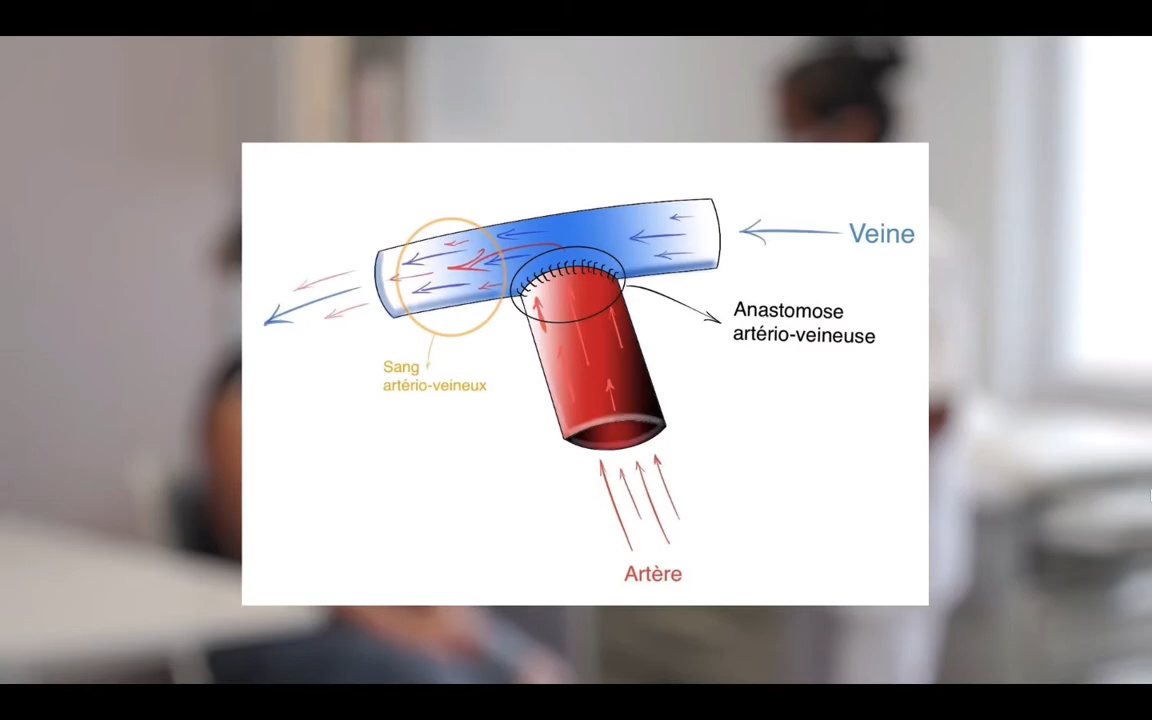 Veine
Anastomose
artério-veineuse
Sang
artério-veineux
Artère